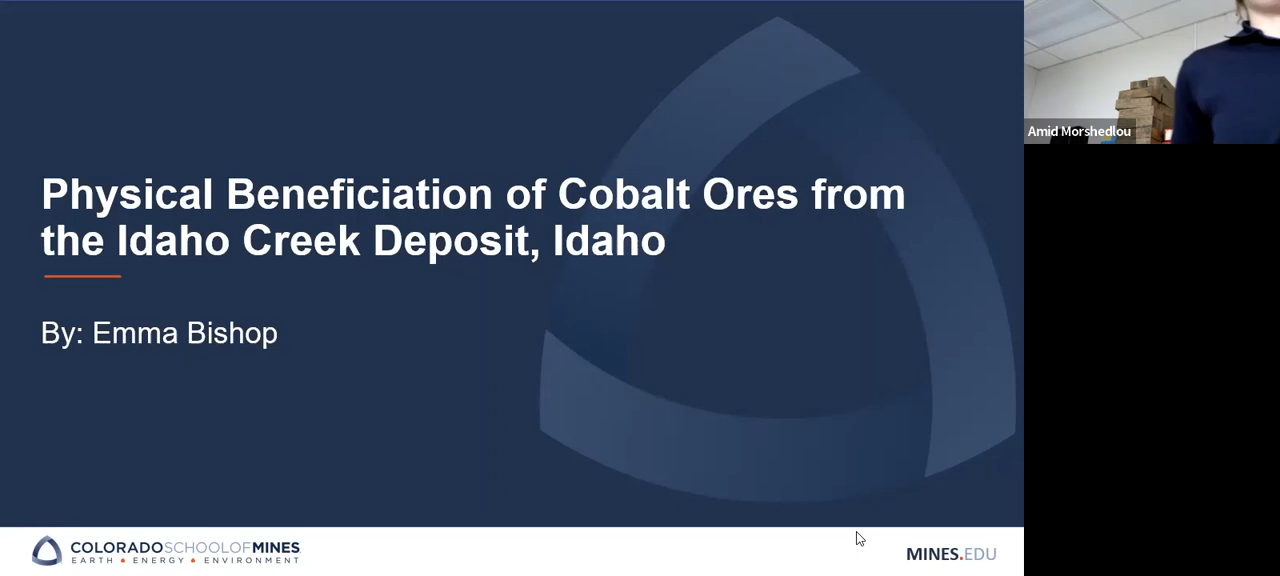 Physical Beneficiation of Cobalt Ores from
the Idaho Creek Deposit, Idaho
By: Emma Bishop
Amid Morshedlou
COLORADOSCHOOLOFMINES
EARTH • ENERGY • ENVIRONMENT
MINES.EDU